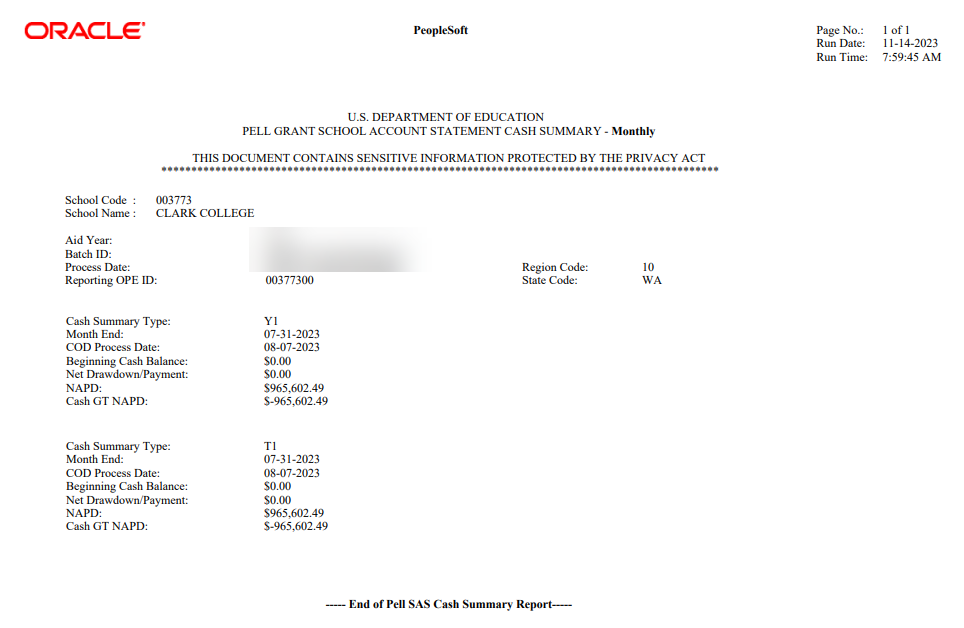 ORACLE
PeopleSoft
Page No.: 1 of 1
Run Date: 11-14-2023
Run Time: 7:59:45 AM
U.S. DEPARTMENT OF EDUCATION
PELL GRANT SCHOOL ACCOUNT STATEMENT CASH SUMMARY - Monthly
THIS DOCUMENT CONTAINS SENSITIVE INFORMATION PROTECTED BY THE PRIVACY ACT
School Code : 003773
School Name : CLARK COLLEGE
Aid Year:
Batch ID:
Process Date: Region Code: 10
Reporting OPE ID: 00377300 State Code: WA
Cash Summary Type: Y1
Month End: 07-31-2023
COD Process Date: 08-07-2023
Beginning Cash Balance: $0.00
Net Drawdown/Payment: $0.00
NAPD: $965,602.49
Cash GT NAPD: $-965,602.49
Cash Summary Type: T1
Month End: 07-31-2023
COD Process Date: 08-07-2023
Beginning Cash Balance: $0.00
Net Drawdown/Payment: $0.00
NAPD: $965,602.49
Cash GT NAPD: $-965,602.49
----- End of Pell SAS Cash Summary Report-----